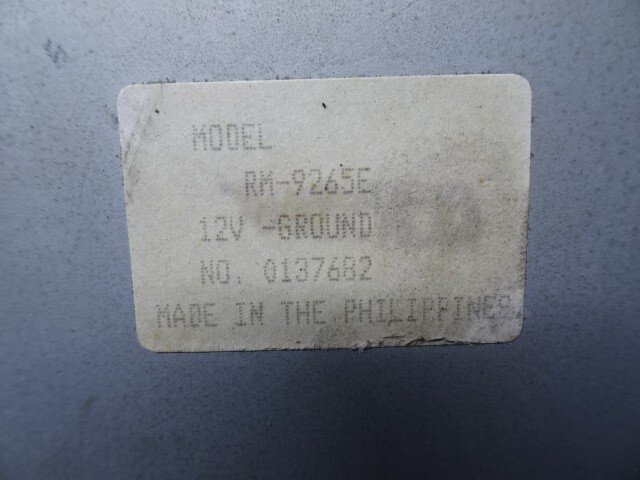 MODEL
RM-9265E
12V -GROUND
NO. 0137682
MADE IN THE PHILIPPINES